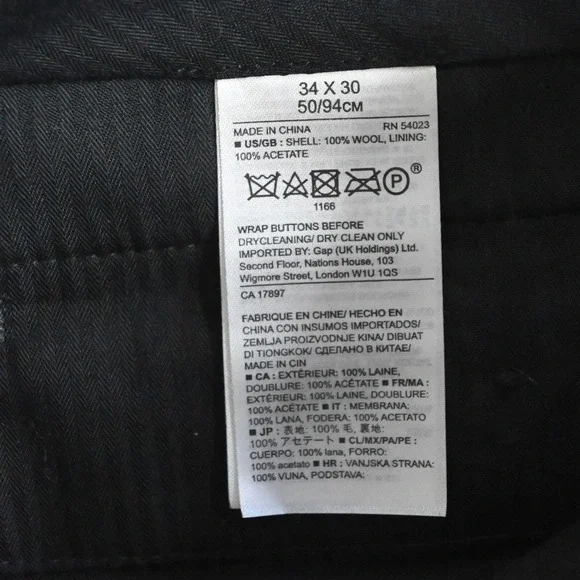 34 X 30
50/94CM
MADE IN CHINA RN 54023
■ US/GB : SHELL: 100% WOOL, LINING:
100% ACETATE
P
®
1166
WRAP BUTTONS BEFORE
DRYCLEANING/ DRY CLEAN ONLY
IMPORTED BY: Gap (UK Holdings) Ltd.
Second Floor, Nations House, 103
Wigmore Street, London W1U 1QS
CA 17897
FABRIQUE EN CHINE/ HECHO EN
CHINA CON INSUMOS IMPORTADOS/
ZEMLJA PROIZVODNJE KINA/ DIBUAT
DI TIONGKOK/ СДЕЛАНО В КИТАЕ/
MADE IN CIN
■ CA : EXTÉRIEUR: 100% LAINE,
DOUBLURE: 100% ACÉTATE ■ FR/MA :
EXTÉRIEUR: 100% LAINE, DOUBLURE:
100% ACÉTATE ■ IT : MEMBRANA:
100% LANA, FODERA: 100% ACETATO
■ JP : 表地 : 100% 毛, 裏地 :
100% アセテート ■ CL/MX/PA/PE :
CUERPO: 100% lana, FORRO:
100% acetato ■ HR : VANJSKA STRANA:
100% VUNA, PODSTAVA: